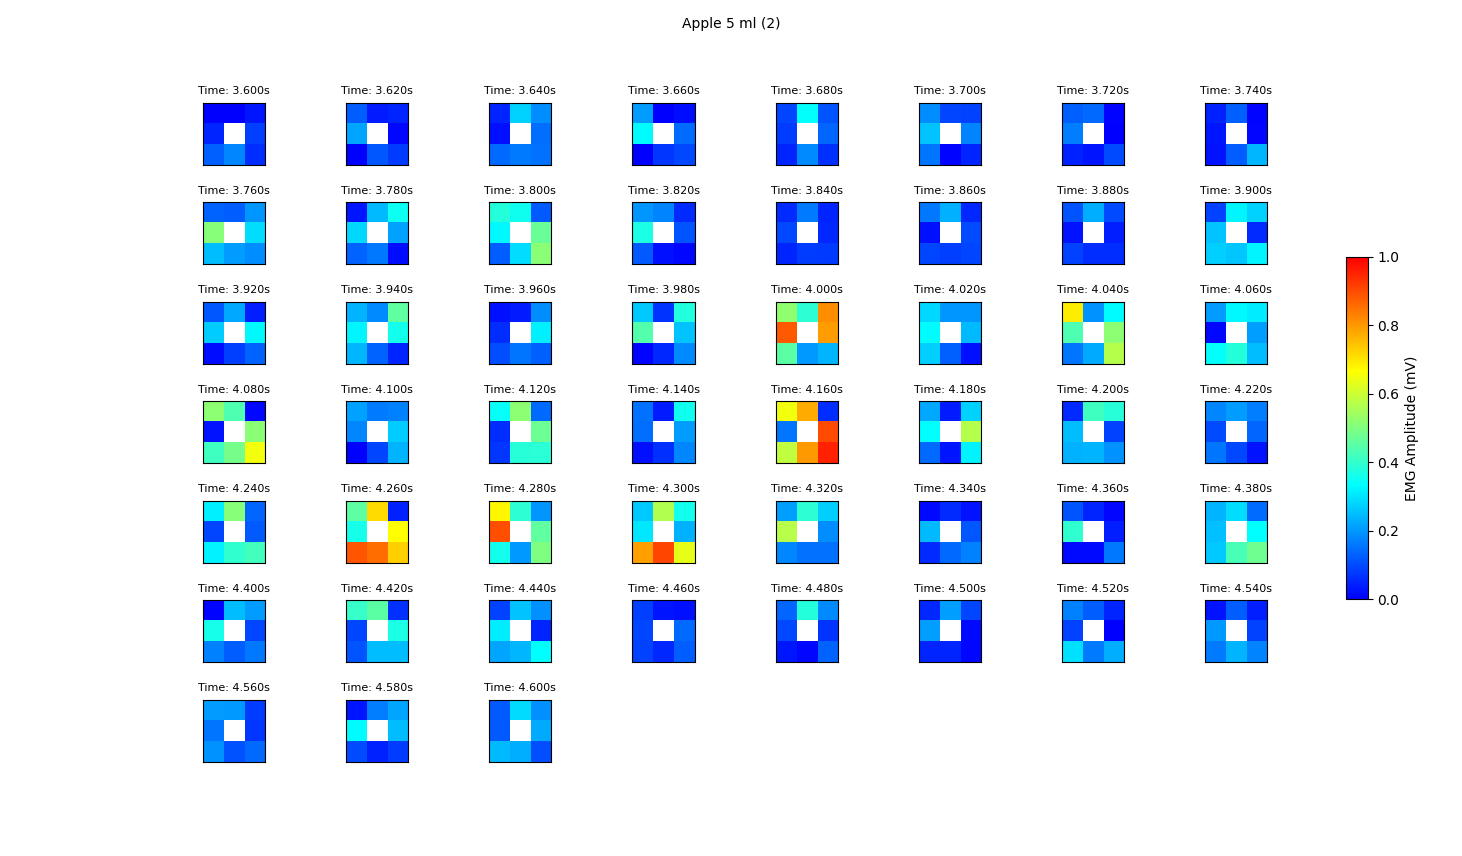 Apple 5 ml (2)
Time: 3.600s Time: 3.620s Time: 3.640s Time: 3.660s Time: 3.680s Time: 3.700s Time: 3.720s Time: 3.740s
Time: 3.760s Time: 3.780s Time: 3.800s Time: 3.820s Time: 3.840s Time: 3.860s Time: 3.880s Time: 3.900s
Time: 3.920s Time: 3.940s Time: 3.960s Time: 3.980s Time: 4.000s Time: 4.020s Time: 4.040s Time: 4.060s
Time: 4.080s Time: 4.100s Time: 4.120s Time: 4.140s Time: 4.160s Time: 4.180s Time: 4.200s Time: 4.220s
Time: 4.240s Time: 4.260s Time: 4.280s Time: 4.300s Time: 4.320s Time: 4.340s Time: 4.360s Time: 4.380s
Time: 4.400s Time: 4.420s Time: 4.440s Time: 4.460s Time: 4.480s Time: 4.500s Time: 4.520s Time: 4.540s
Time: 4.560s Time: 4.580s Time: 4.600s
1.0
0.8
0.6
0.4
0.2
0.0
EMG Amplitude (mV)